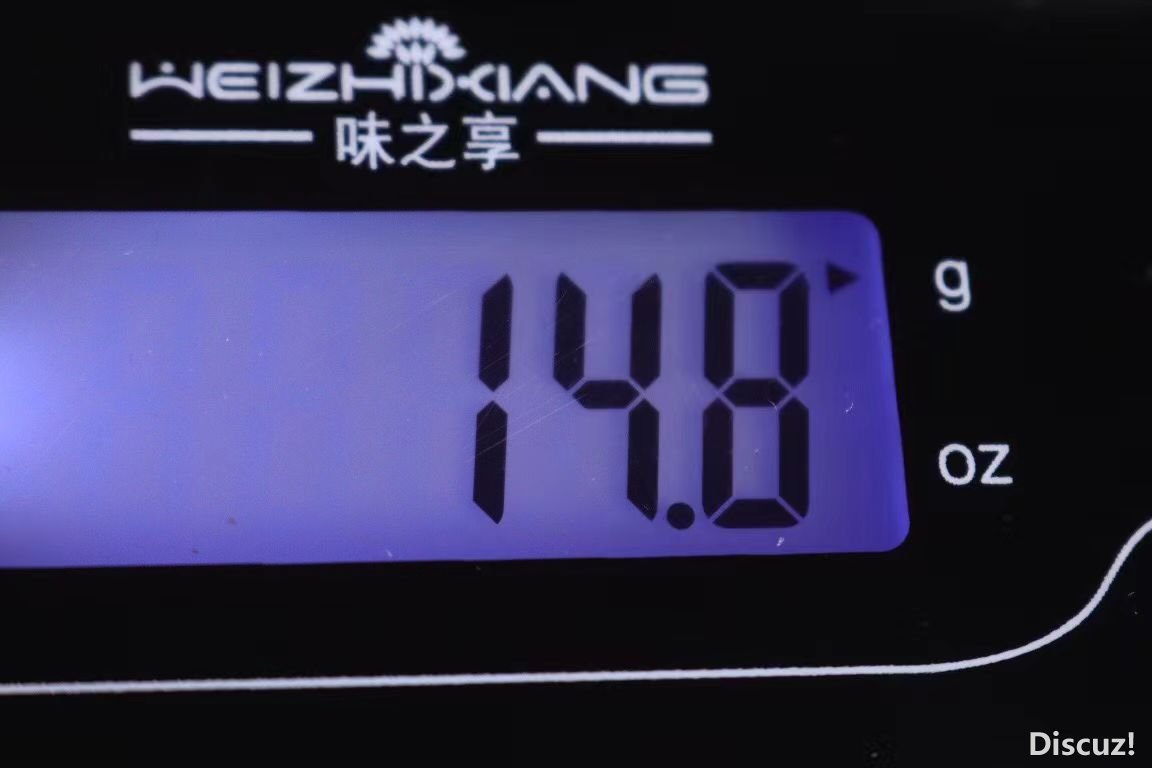 WEIZHIXIANG
味之享
14.8
g
oz
Discuz!